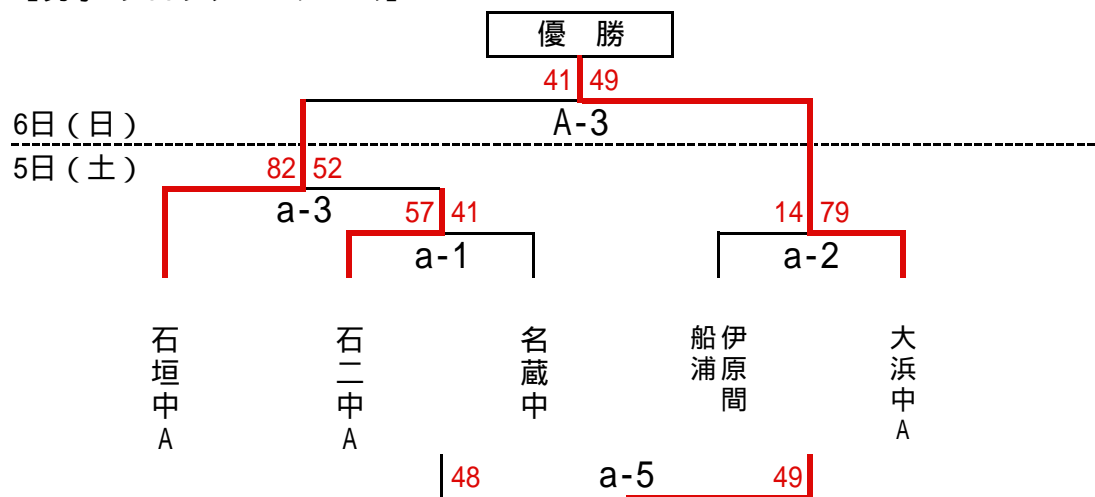 優 勝
41 49
A-3
6日（日）
5日（土）
82 52
a-3
57 41
a-1
14 79
a-2
石垣中A
石二中A
名蔵中
伊原間
船浦
大浜中A
48 a-5 49